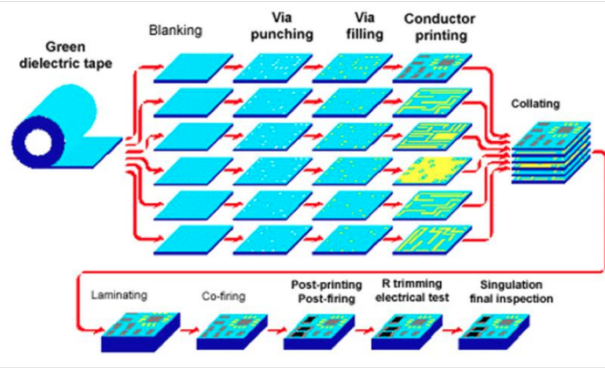 Green
dielectric tape
Blanking
Via
punching
Via
filling
Conductor
printing
Collating
Laminating
Co-firing
Post-printing
Post-firing
R trimming
electrical test
Singulation
final inspection